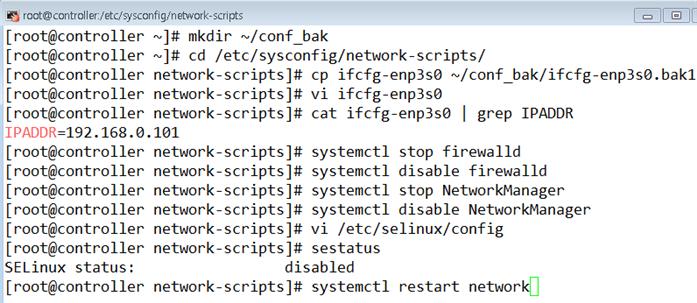 root@controller:/etc/sysconfig/network-scripts
[root@controller ~]# mkdir ~/conf_bak
[root@controller ~]# cd /etc/sysconfig/network-scripts/
[root@controller network-scripts]# cp ifcfg-enp3s0 ~/conf_bak/ifcfg-enp3s0.bak1
[root@controller network-scripts]# vi ifcfg-enp3s0
[root@controller network-scripts]# cat ifcfg-enp3s0 | grep IPADDR
IPADDR=192.168.0.101
[root@controller network-scripts]# systemctl stop firewalld
[root@controller network-scripts]# systemctl disable firewalld
[root@controller network-scripts]# systemctl stop NetworkManager
[root@controller network-scripts]# systemctl disable NetworkManager
[root@controller network-scripts]# vi /etc/selinux/config
[root@controller network-scripts]# sestatus
SELinux status:                 disabled
[root@controller network-scripts]# systemctl restart network